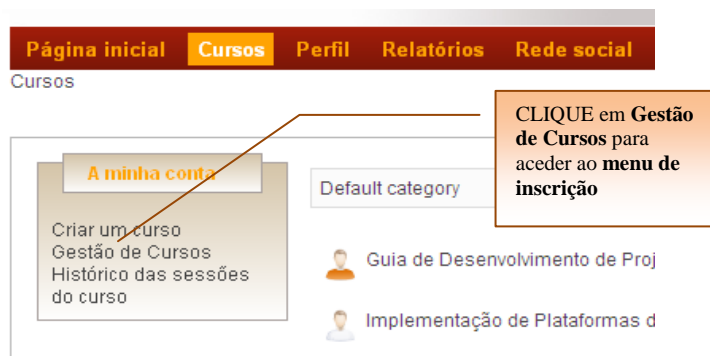 Página inicial Cursos Perfil Relatórios Rede social
Cursos
CLIQUE em Gestão
de Cursos para
aceder ao menu de
inscrição
A minha conta
Criar um curso
Gestão de Cursos
Histórico das sessões
do curso
Default category
Guia de Desenvolvimento de Proj
Implementação de Plataformas d